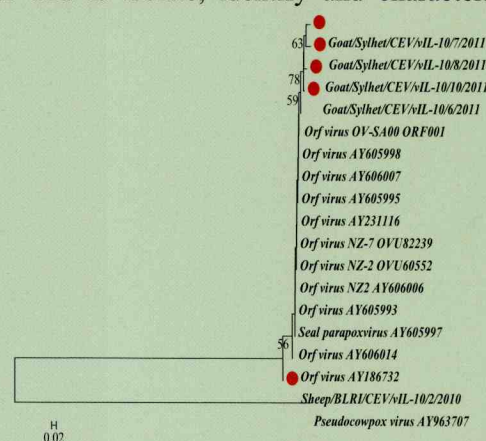 63
Goat/Sylhet/CEV/vIL-10/7/2011
Goat/Sylhet/CEV/vIL-10/8/2011
78
Goat/Sylhet/CEV/vIL-10/10/2011
59
Goat/Sylhet/CEV/vIL-10/6/2011
Orf virus OV-SA00 ORF001
Orf virus AY605998
Orf virus AY606007
Orf virus AY605995
Orf virus AY231116
Orf virus NZ-7 OVU82239
Orf virus NZ-2 OVU60552
Orf virus NZ2 AY606006
Orf virus AY605993
Seal parapoxvirus AY605997
56
Orf virus AY606014
Orf virus AY186732
Sheep/BLRI/CEV/vIL-10/2/2010
Pseudocowpox virus AY963707
H
0.02